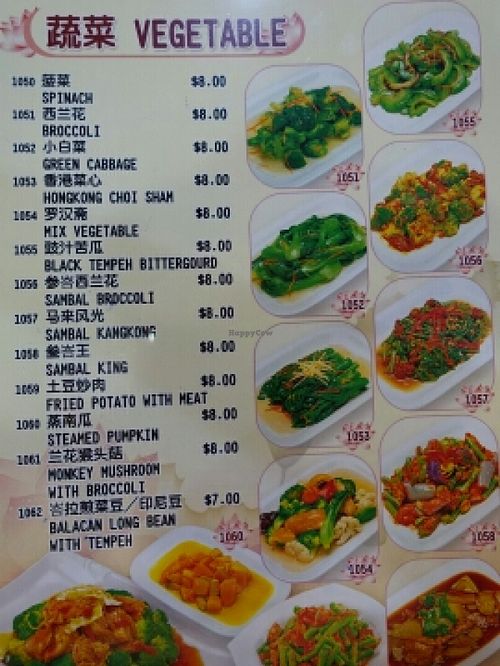 蔬菜 VEGETABLE
1050 菠菜 $8.00
SPINACH
1051 西兰花 $8.00
BROCCOLI
1052 小白菜 $8.00
GREEN CABBAGE
1053 香港菜心 $8.00
HONGKONG CHOI SHAM
1054 罗汉斋 $8.00
MIX VEGETABLE
1055 豉汁苦瓜 $8.00
BLACK TEMPEH BITTERGOURD
1056 参峇西兰花 $8.00
SAMBAL BROCCOLI
1057 马来风光 $8.00
SAMBAL KANGKONG
1058 参峇王 $8.00
SAMBAL KING
1059 土豆炒肉 $8.00
FRIED POTATO WITH MEAT
1060 蒸南瓜 $8.00
STEAMED PUMPKIN
1061 兰花猴头菇 $8.00
MONKEY MUSHROOM
WITH BROCCOLI
1062 峇拉煎菜豆/印尼豆 $7.00
BALACAN LONG BEAN
WITH TEMPEH
1055
1051
1056
1052
1057
1053
1058
1060
1054
HappyCow